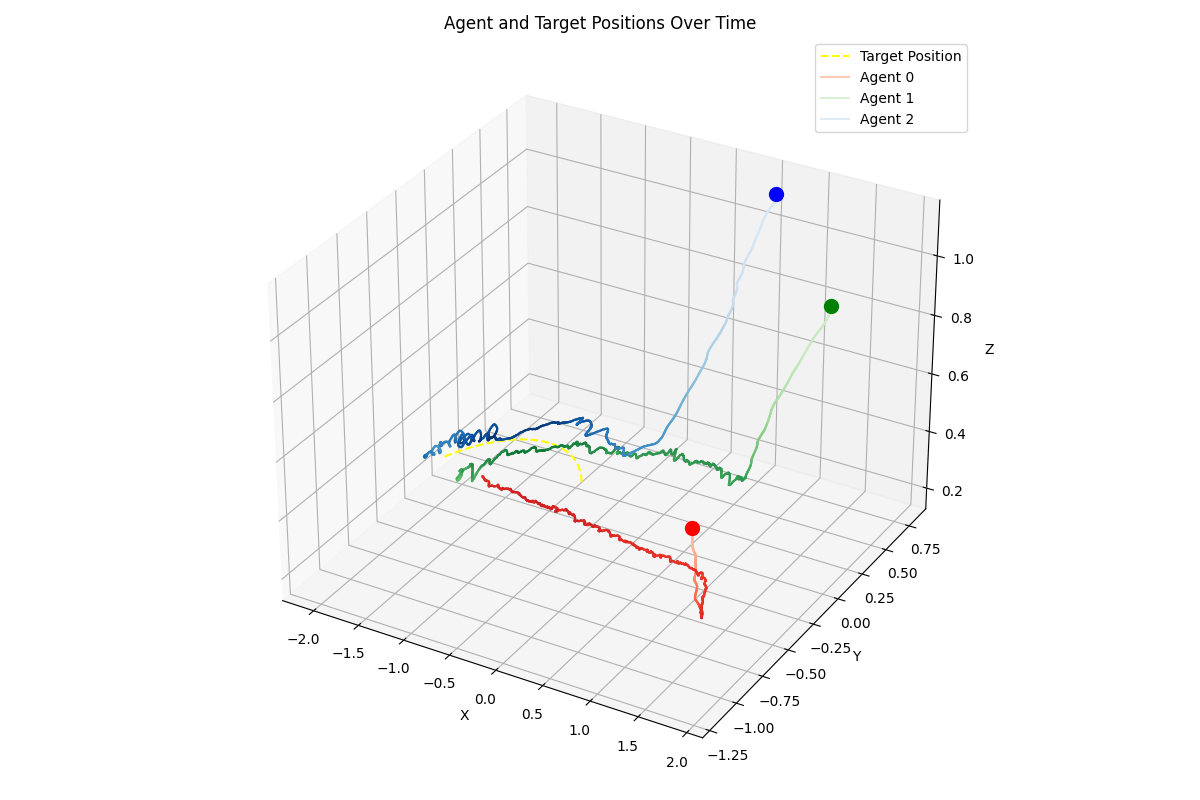 Agent and Target Positions Over Time
Target Position
Agent 0
Agent 1
Agent 2
1.0
0.8
Z
0.6
0.4
0.2
0.75
0.50
0.25
0.00
−0.25
Y
−0.50
−0.75
−1.00
−1.25
−2.0
−1.5
−1.0
−0.5
0.0
X
0.5
1.0
1.5
2.0